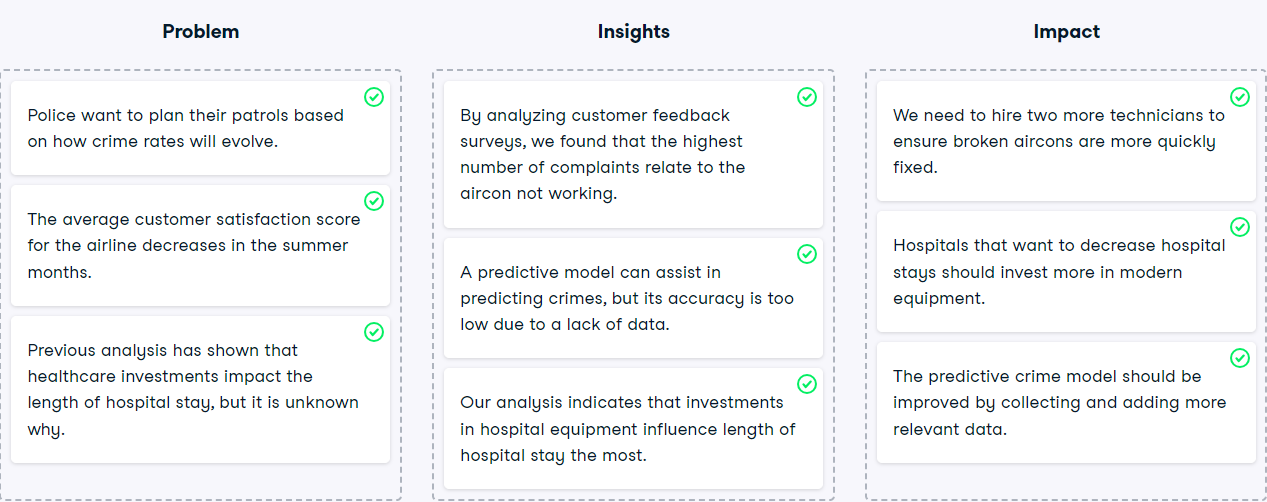 Problem
Police want to plan their patrols based
on how crime rates will evolve.
The average customer satisfaction score
for the airline decreases in the summer
months.
Previous analysis has shown that
healthcare investments impact the
length of hospital stay, but it is unknown
why.
Insights
By analyzing customer feedback
surveys, we found that the highest
number of complaints relate to the
aircon not working.
A predictive model can assist in
predicting crimes, but its accuracy is too
low due to a lack of data.
Our analysis indicates that investments
in hospital equipment influence length of
hospital stay the most.
Impact
We need to hire two more technicians to
ensure broken aircons are more quickly
fixed.
Hospitals that want to decrease hospital
stays should invest more in modern
equipment.
The predictive crime model should be
improved by collecting and adding more
relevant data.